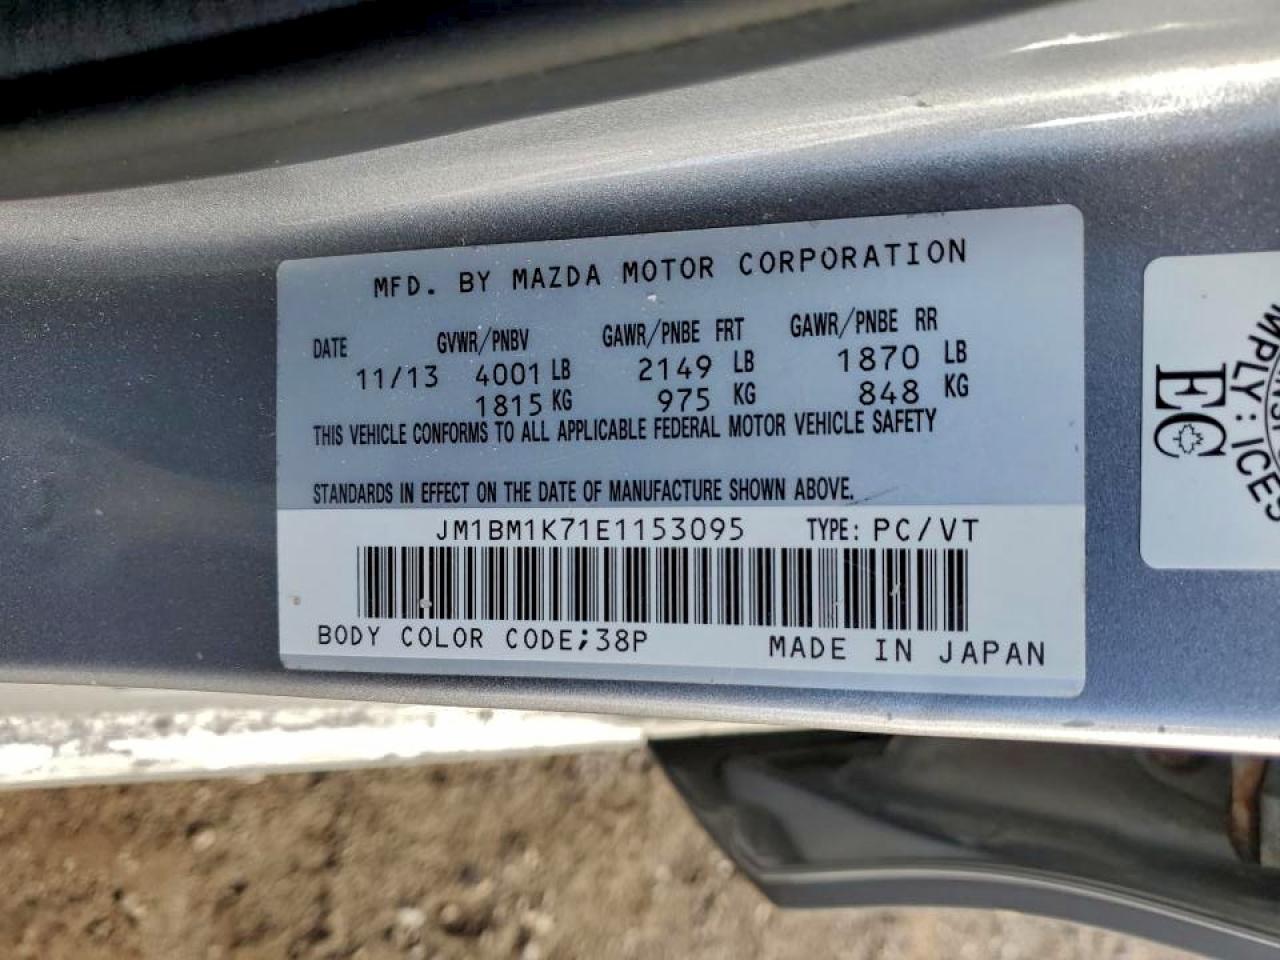 MFD. BY MAZDA MOTOR CORPORATION
DATE GVWR/PNBV GAWR/PNBE FRT GAWR/PNBE RR
11/13 4001 LB 2149 LB 1870 LB
1815 KG 975 KG 848 KG
THIS VEHICLE CONFORMS TO ALL APPLICABLE FEDERAL MOTOR VEHICLE SAFETY
STANDARDS IN EFFECT ON THE DATE OF MANUFACTURE SHOWN ABOVE.
JM1BM1K71E1153095 TYPE: PC/VT
BODY COLOR CODE;38P MADE IN JAPAN
EC